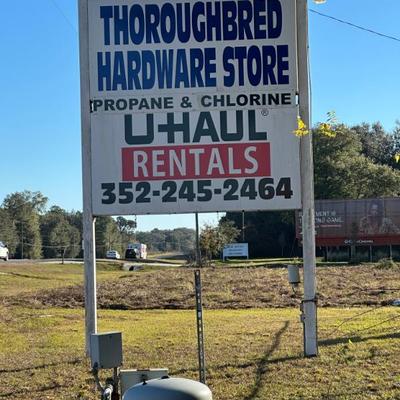 THOROUGHBRED
HARDWARE STORE
PROPANE & CHLORINE
U-HAUL®
RENTALS
352-245-2464